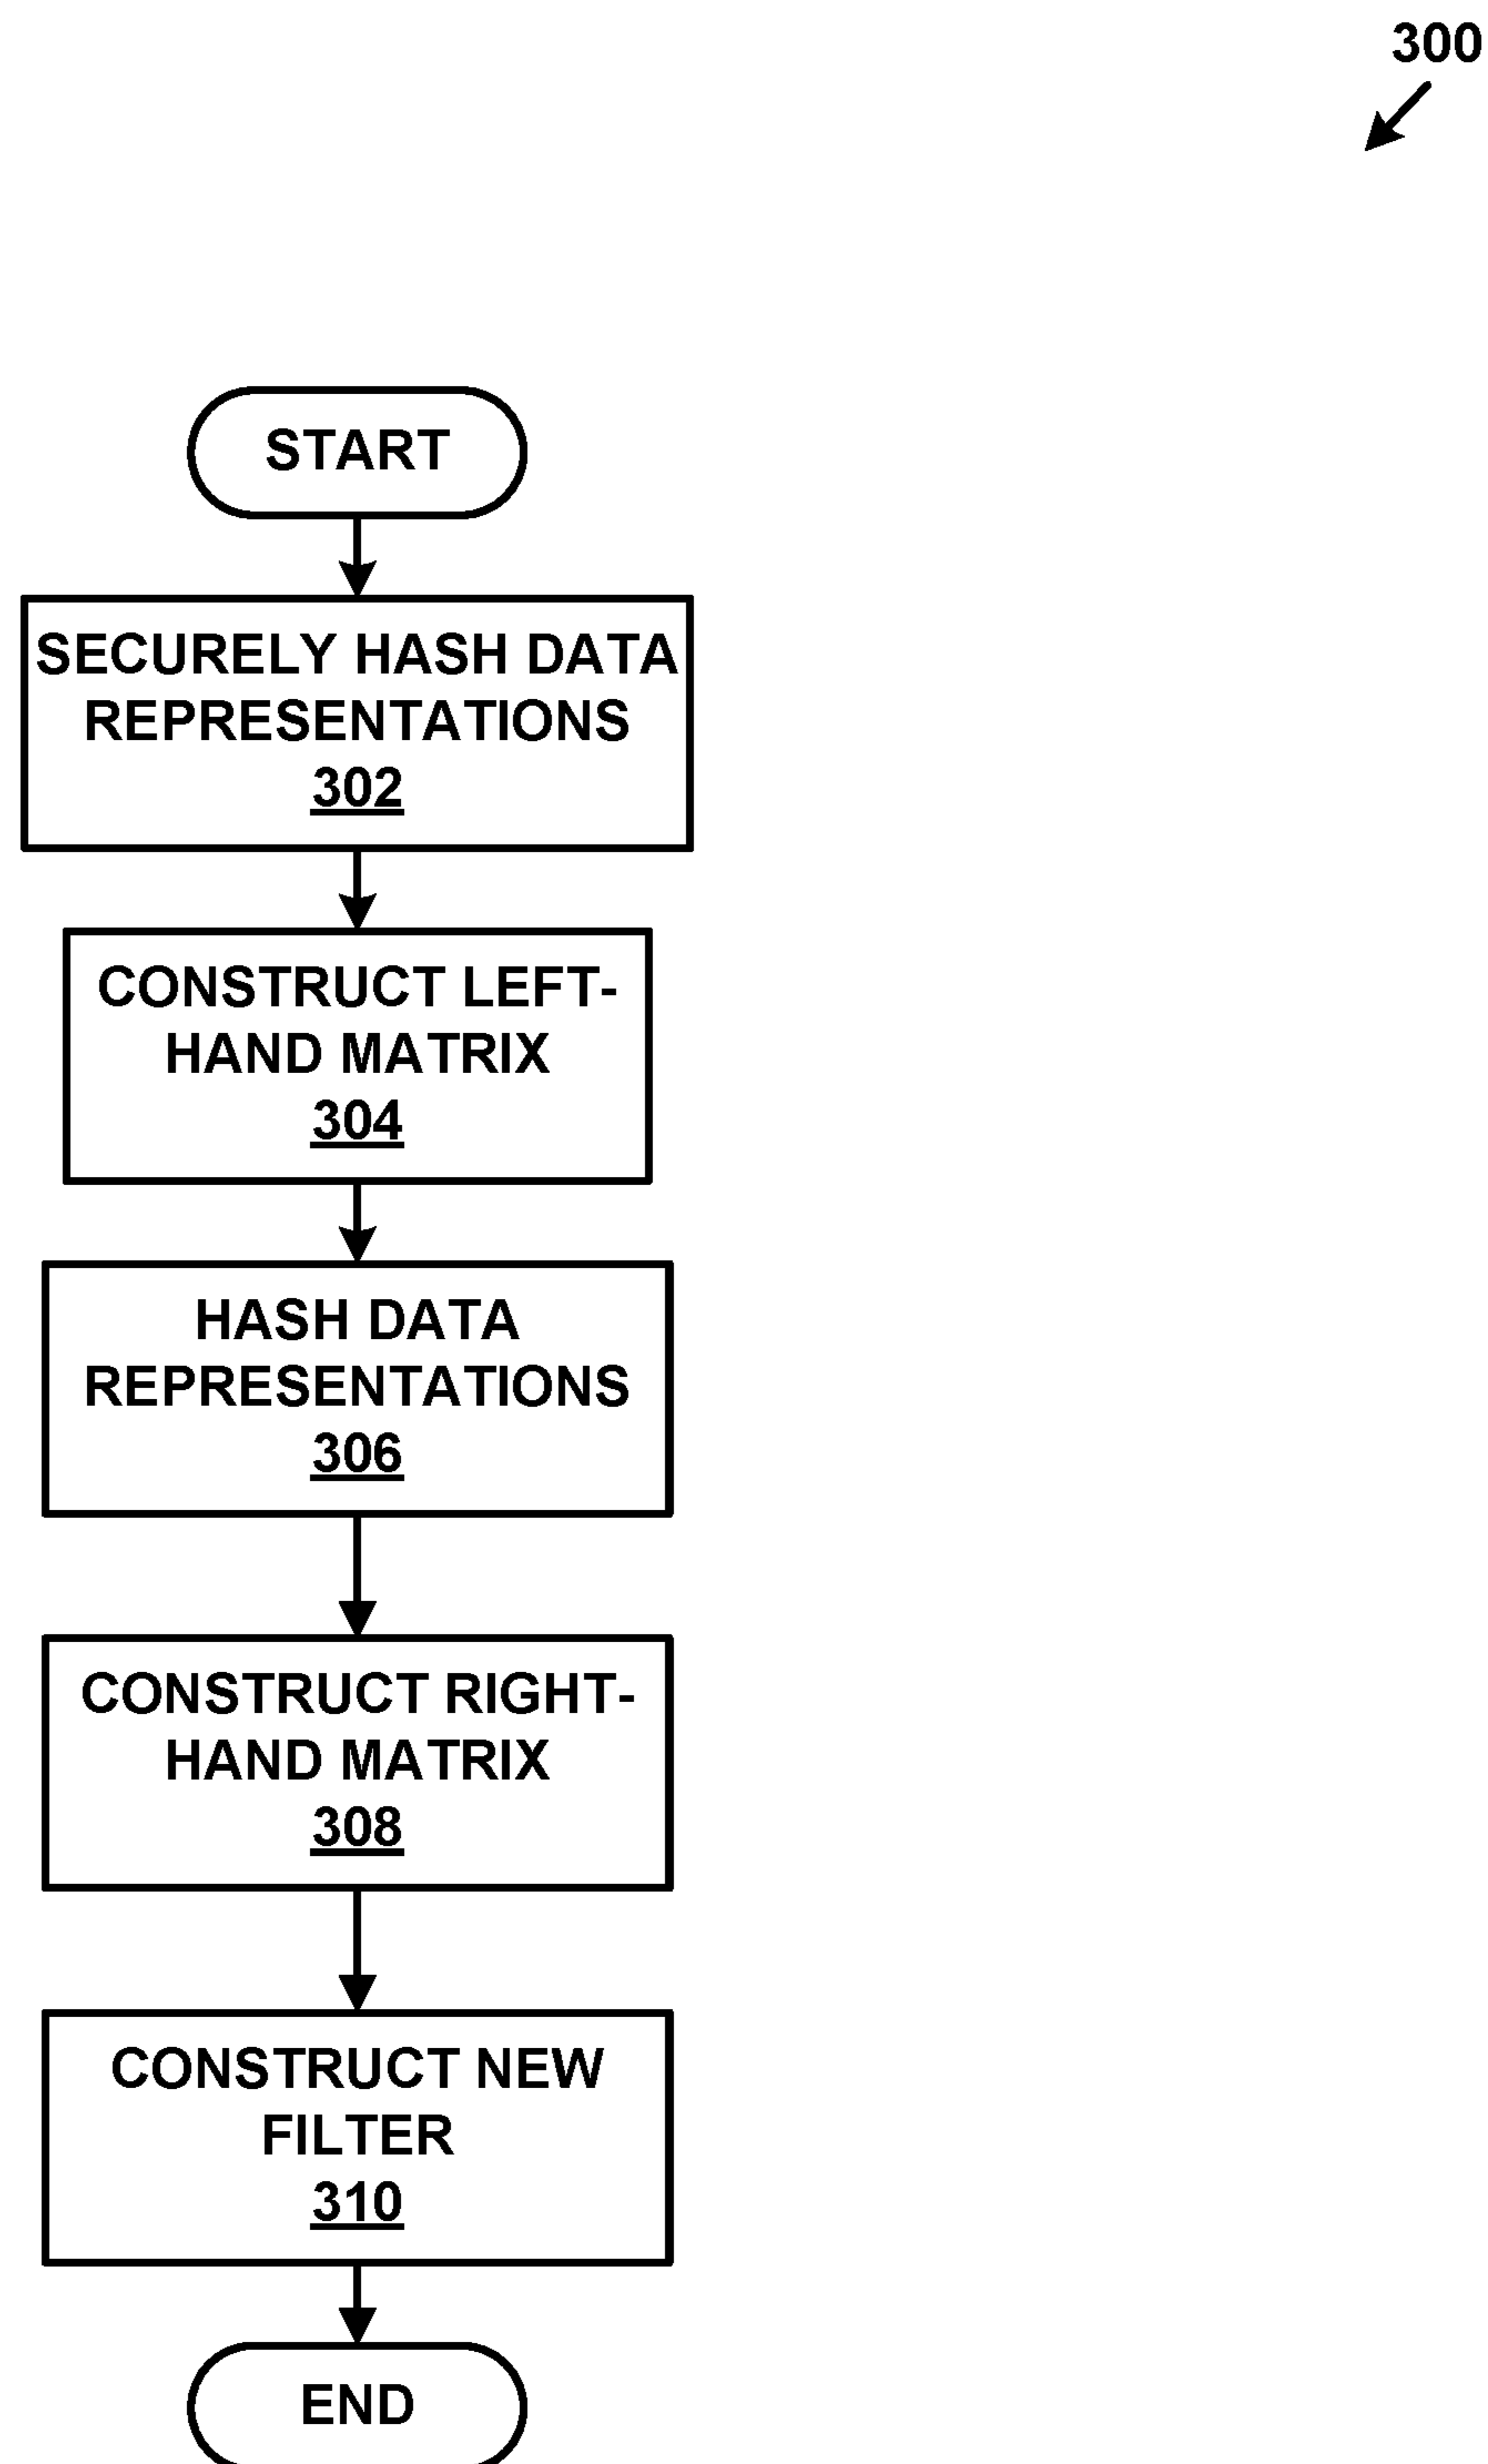 300
START
SECURELY HASH DATA
REPRESENTATIONS
302
CONSTRUCT LEFT-
HAND MATRIX
304
HASH DATA
REPRESENTATIONS
306
CONSTRUCT RIGHT-
HAND MATRIX
308
CONSTRUCT NEW
FILTER
310
END